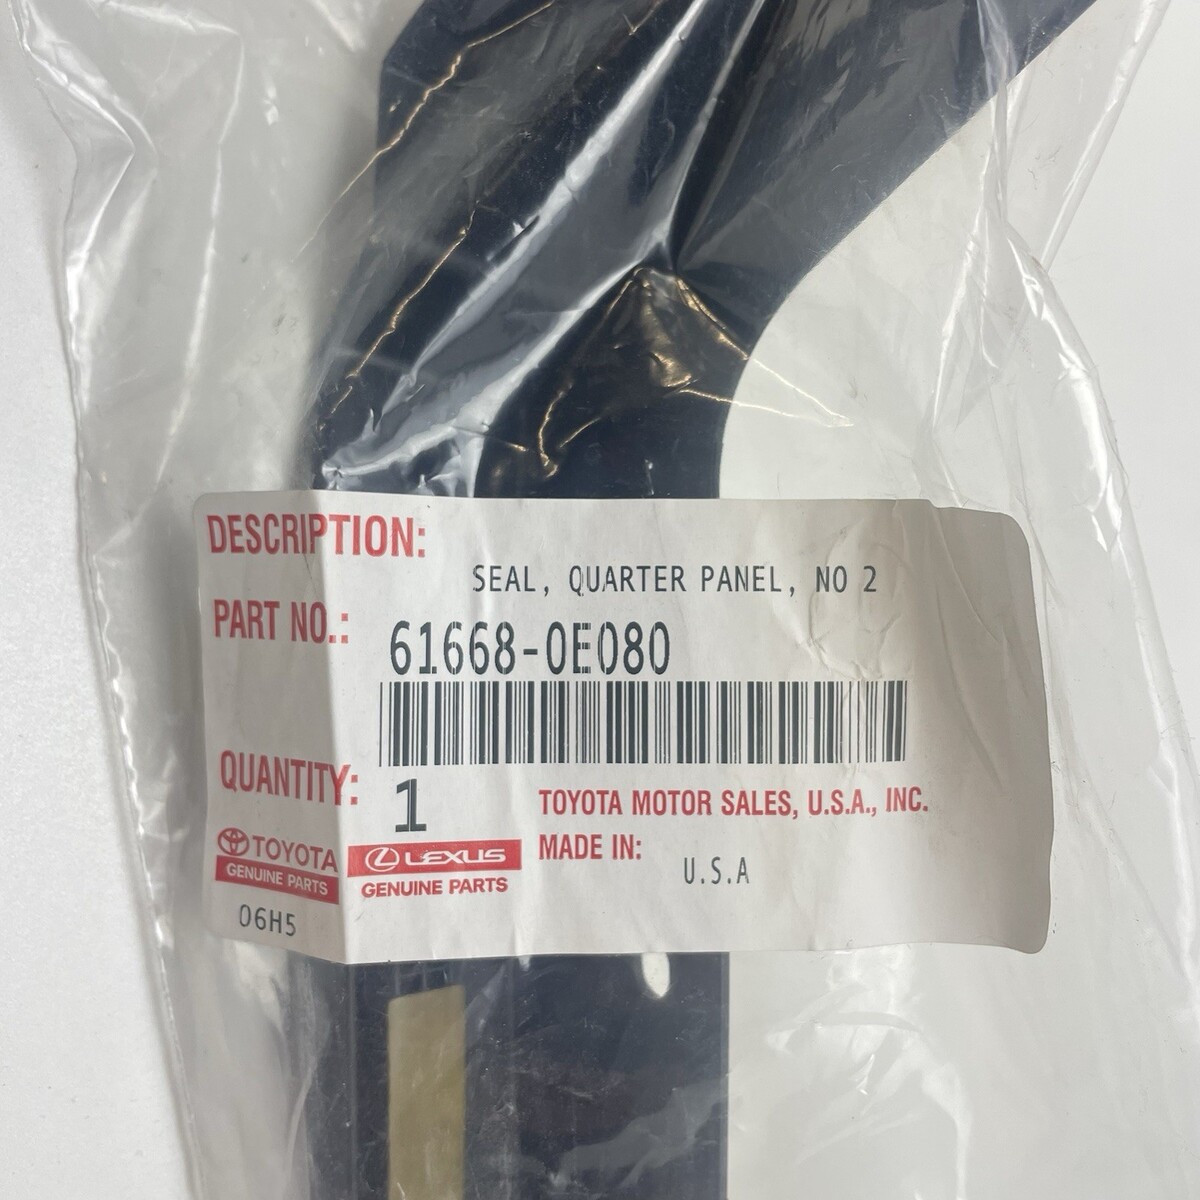 DESCRIPTION:
SEAL, QUARTER PANEL, NO 2
PART NO.:
61668-0E080
QUANTITY:
1
TOYOTA MOTOR SALES, U.S.A., INC.
MADE IN:
U.S.A
TOYOTA
GENUINE PARTS
LEXUS
GENUINE PARTS
06H5